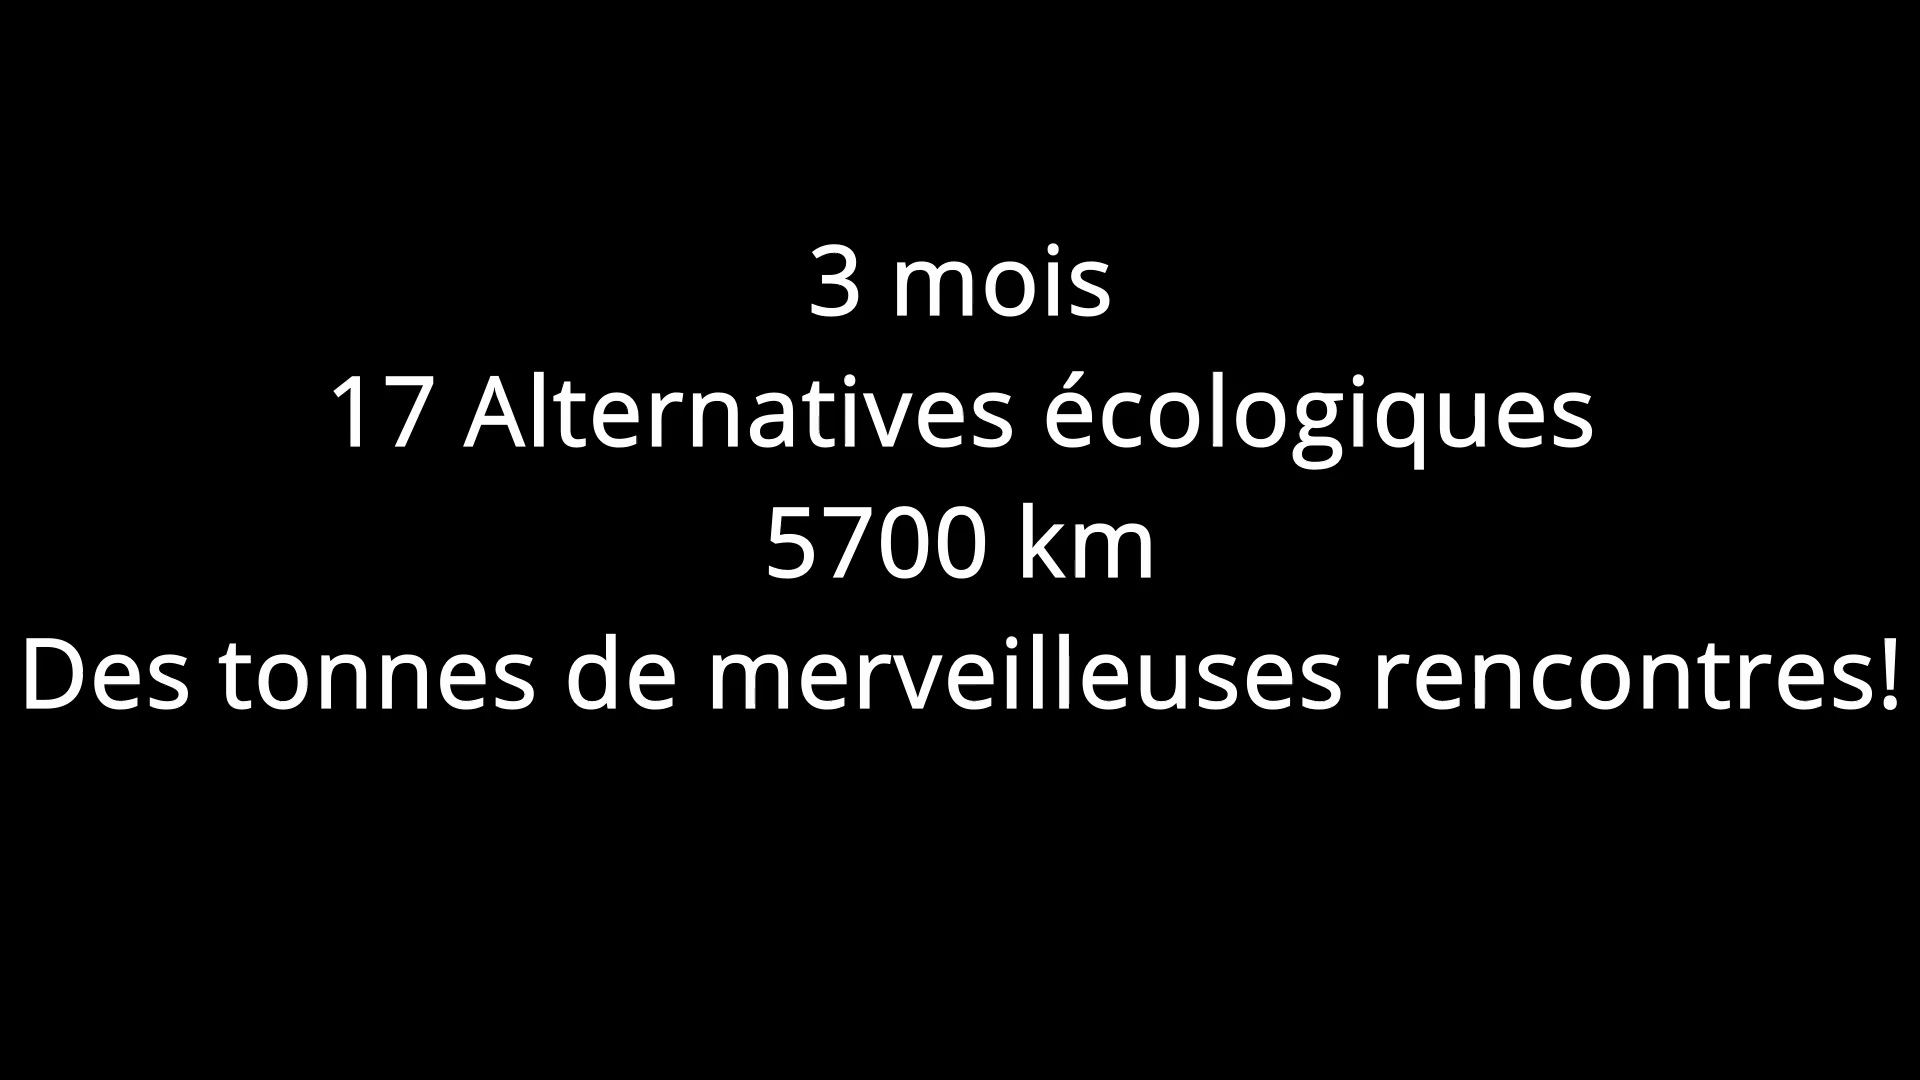 3 mois
17 Alternatives écologiques
5700 km
Des tonnes de merveilleuses rencontres!